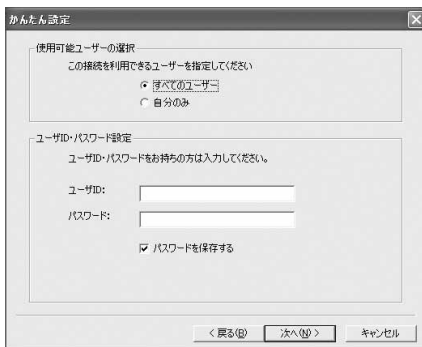 かんたん設定
使用可能ユーザーの選択
この接続を利用できるユーザーを指定してください
すべてのユーザー
自分のみ
ユーザID・パスワード設定
ユーザID・パスワードをお持ちの方は入力してください。
ユーザID:
パスワード:
パスワードを保存する
< 戻る(B) 次へ(N) > キャンセル